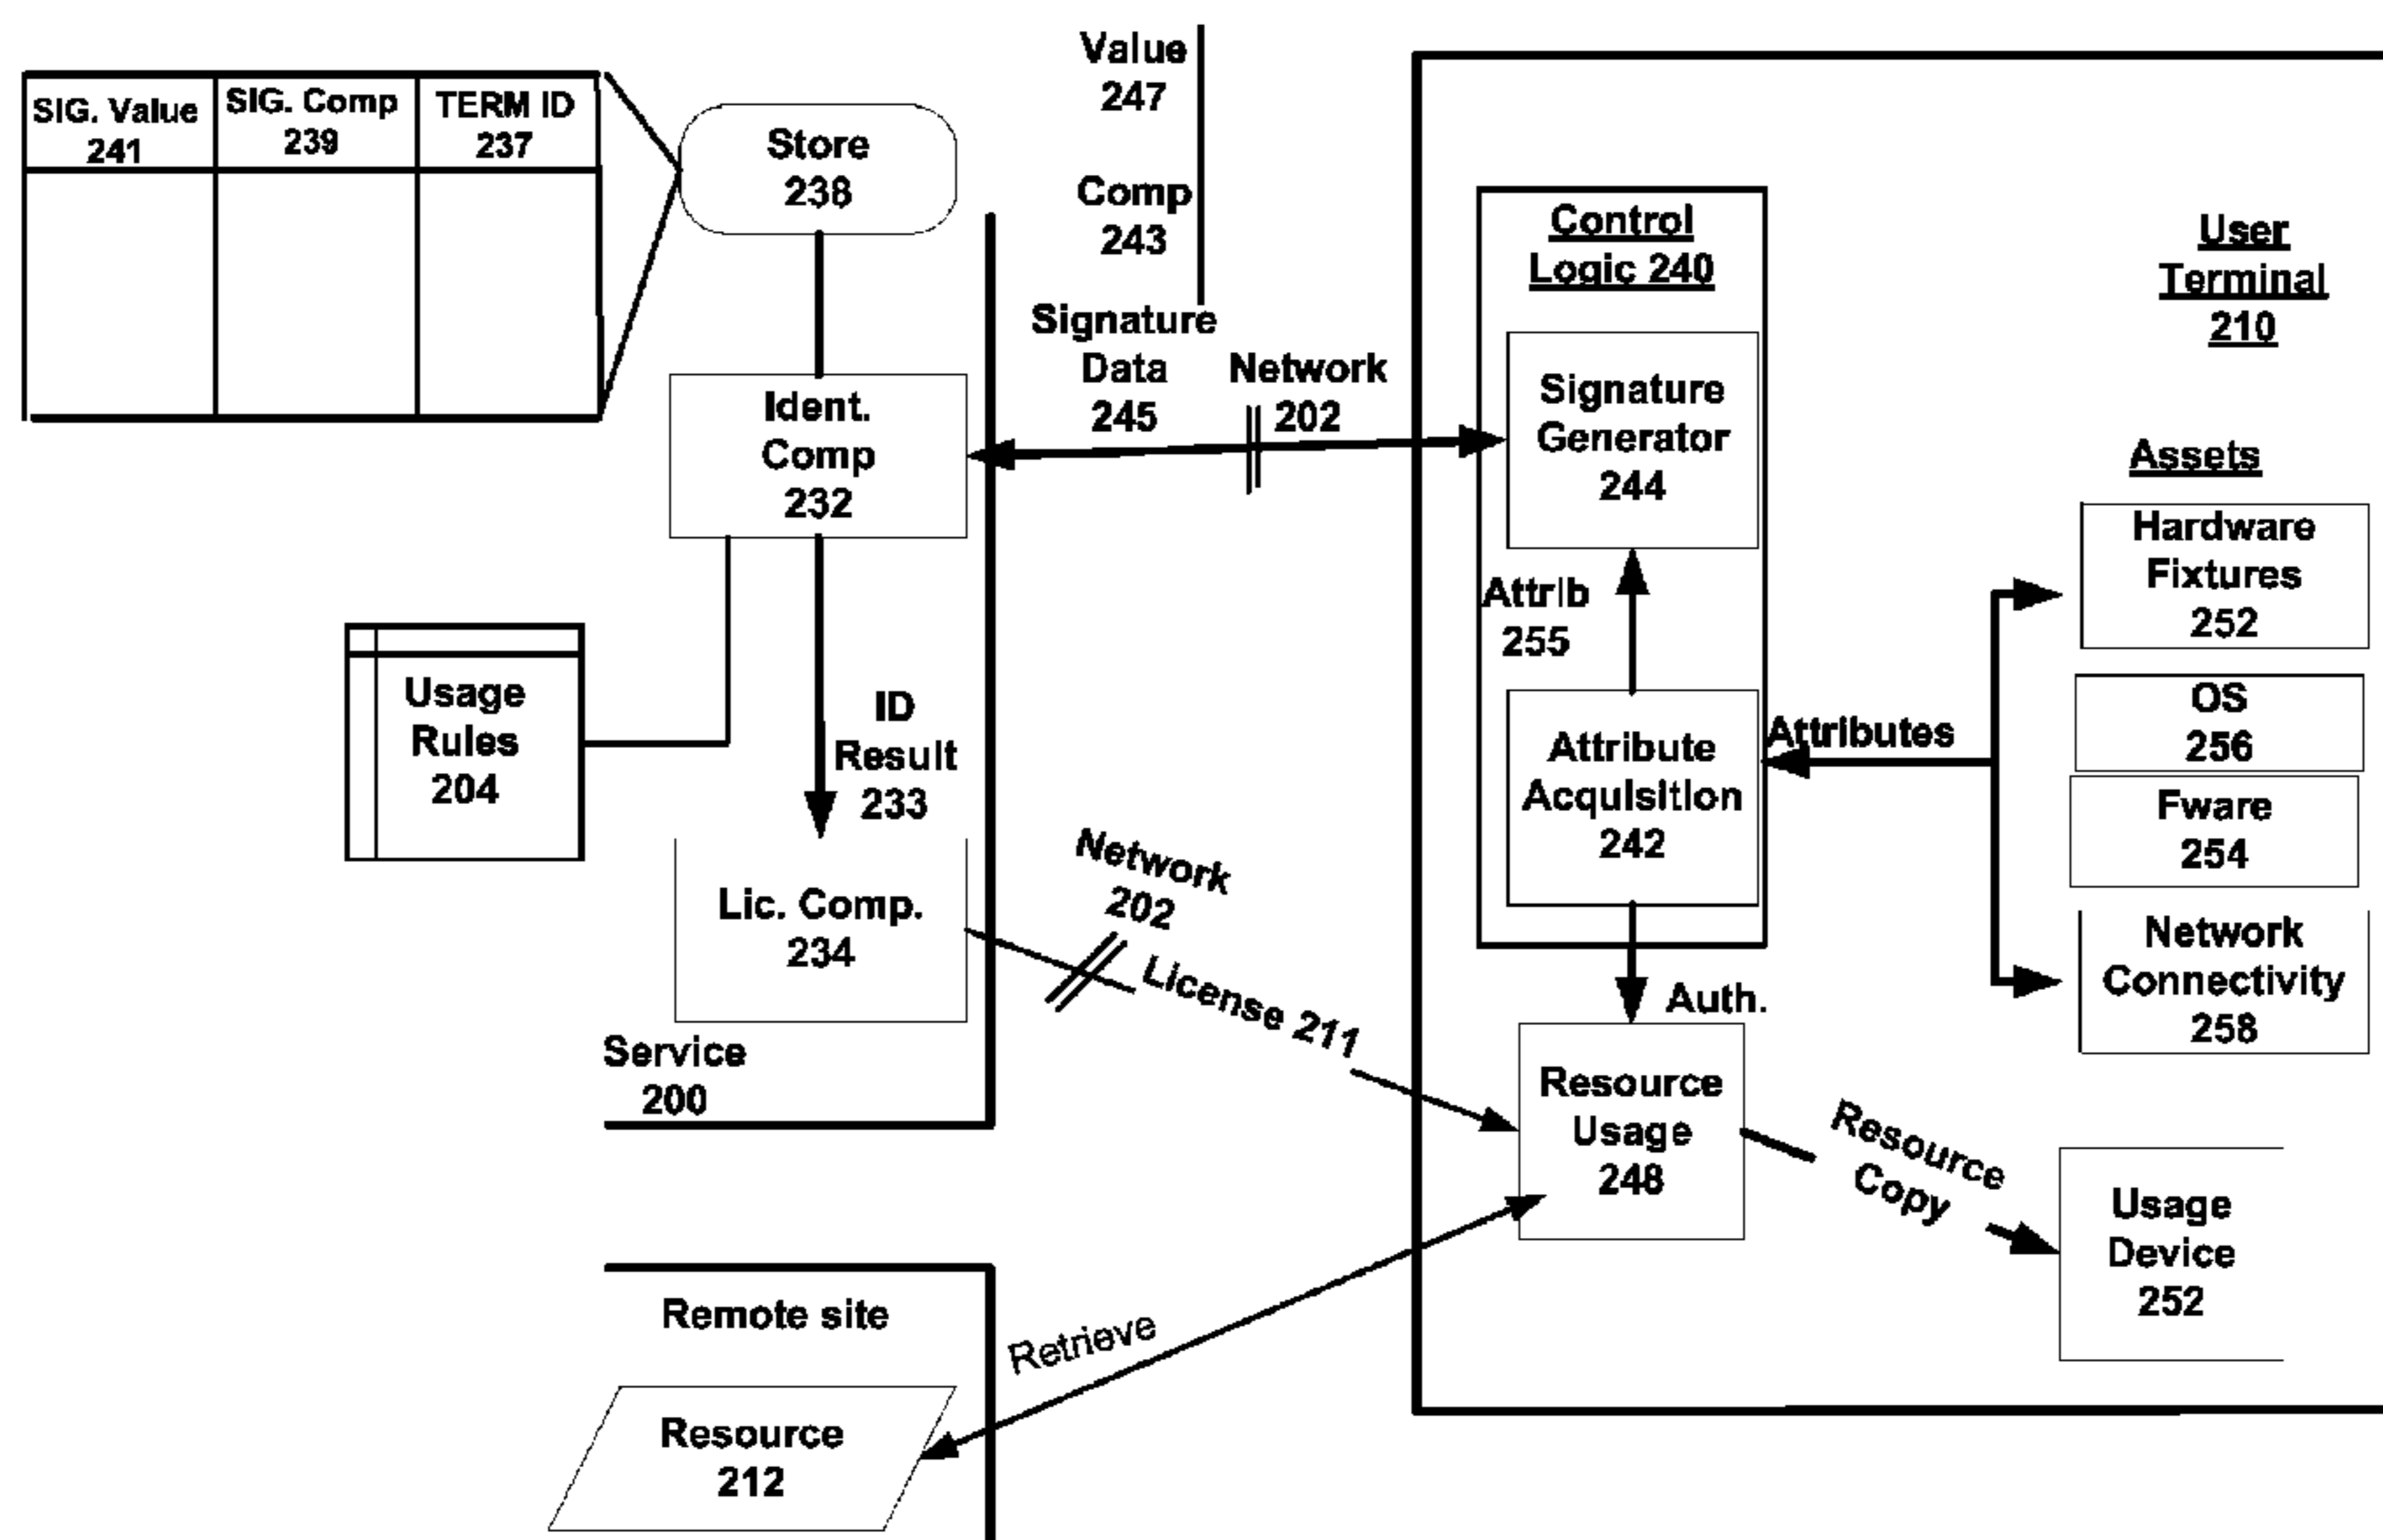 SIG. Value
241
SIG. Comp
239
TERM ID
237
Store
238
Value
247
Comp
243
Signature
Data
245
Network
202
Ident.
Comp
232
Usage
Rules
204
ID
Result
233
Lic. Comp.
234
Service
200
Network
202
License 211
Remote site
Resource
212
Retrieve
Control
Logic 240
Signature
Generator
244
Attrib
255
Attribute
Acquisition
242
Auth.
Resource
Usage
248
Resource
Copy
User
Terminal
210
Assets
Hardware
Fixtures
252
OS
256
Fware
254
Attributes
Network
Connectivity
258
Usage
Device
252